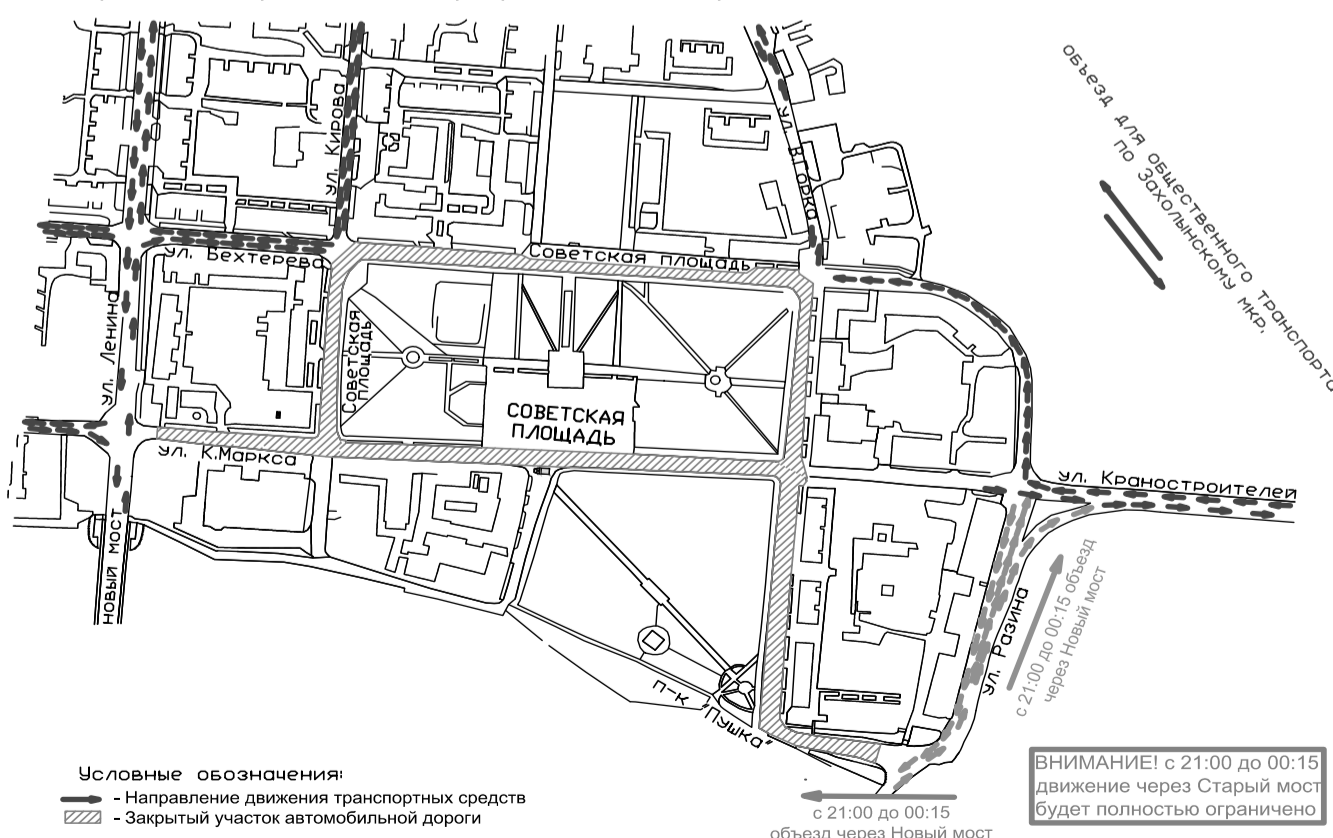 объезд для общественного транспорта
по Захолынскому мкр.
ул. Кирова
ул. В.Горка
ул. Бехтерева
Советская площадь
ул. Ленина
Советская
площадь
СОВЕТСКАЯ
ПЛОЩАДЬ
ул. К.Маркса
ул. Краностроителей
новый мост
ул. Разина
с 21:00 до 00:15 объезд
через Новый мост
п-к "Пушка"
Условные обозначения:
- Направление движения транспортных средств
- Закрытый участок автомобильной дороги
с 21:00 до 00:15
объезд через Новый мост
ВНИМАНИЕ! с 21:00 до 00:15
движение через Старый мост
будет полностью ограничено